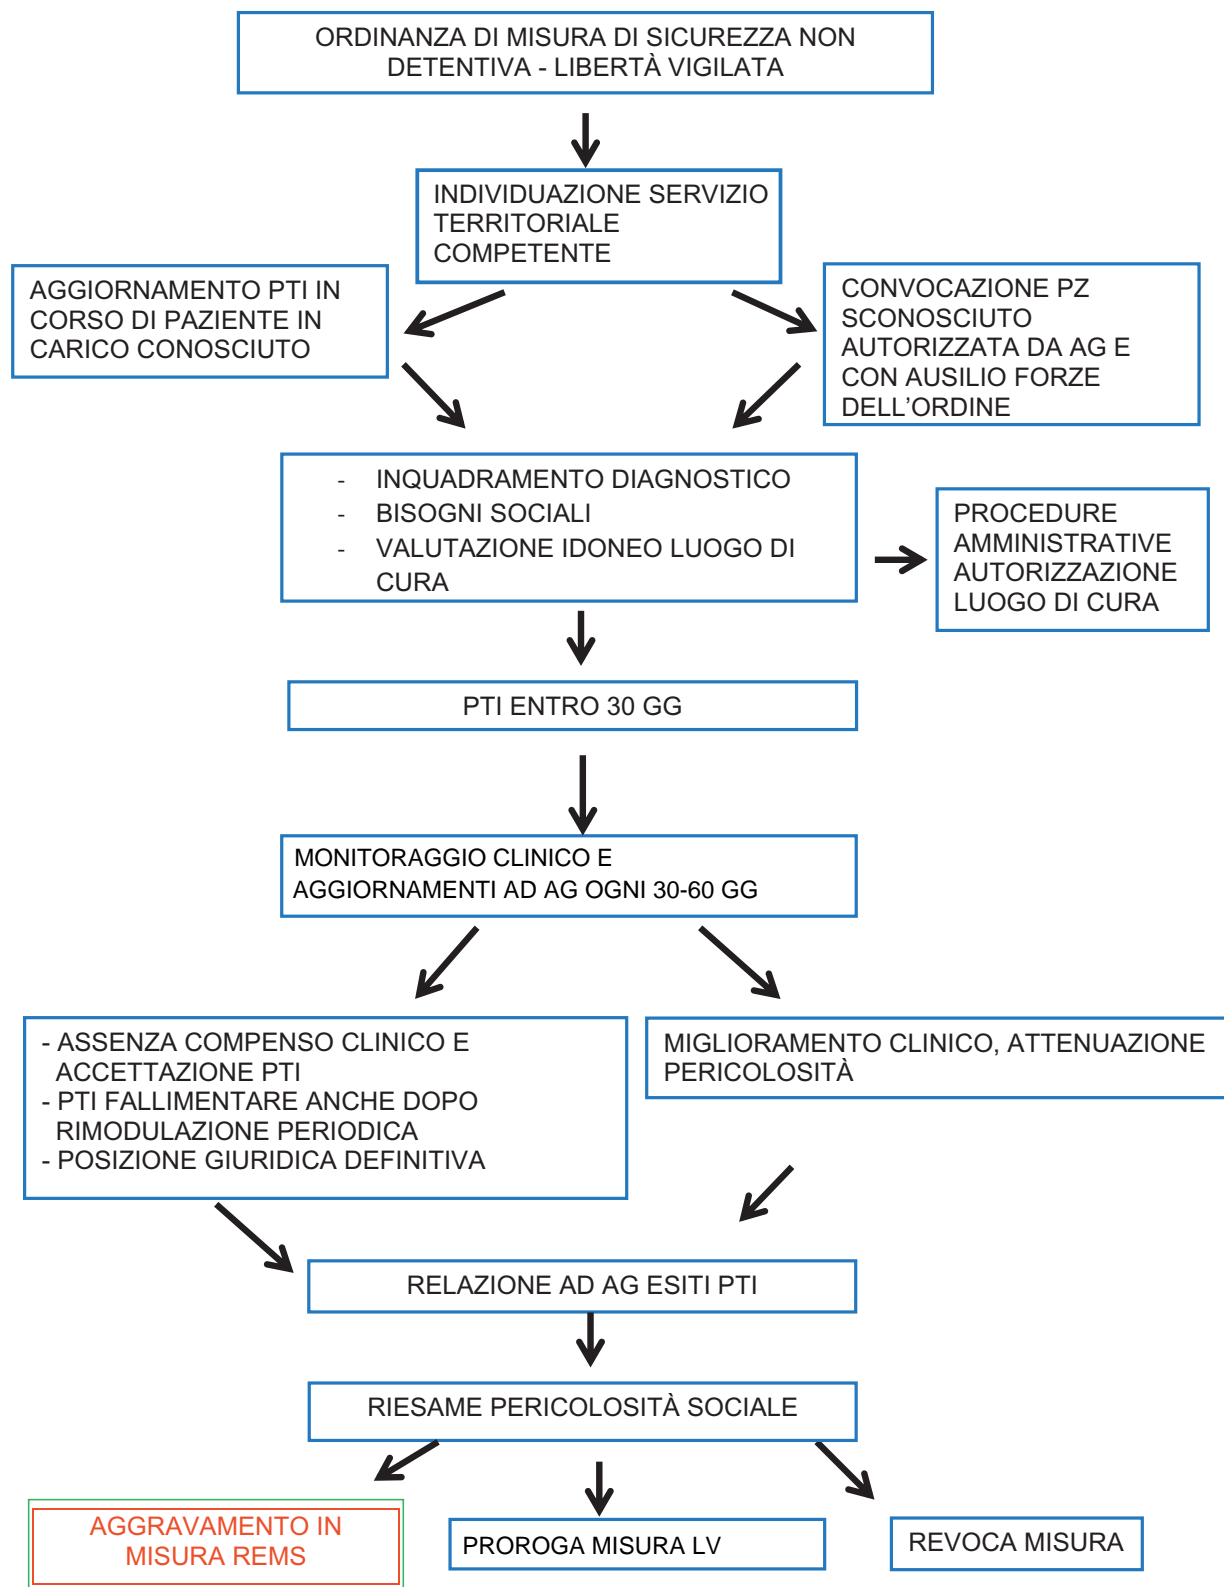 ORDINANZA DI MISURA DI SICUREZZA NON
DETENTIVA - LIBERTÀ VIGILATA
INDIVIDUAZIONE SERVIZIO
TERRITORIALE
COMPETENTE
AGGIORNAMENTO PTI IN
CORSO DI PAZIENTE IN
CARICO CONOSCIUTO
CONVOCAZIONE PZ
SCONOSCIUTO
AUTORIZZATA DA AG E
CON AUSILIO FORZE
DELL’ORDINE
- INQUADRAMENTO DIAGNOSTICO
- BISOGNI SOCIALI
- VALUTAZIONE IDONEO LUOGO DI
CURA
PROCEDURE
AMMINISTRATIVE
AUTORIZZAZIONE
LUOGO DI CURA
PTI ENTRO 30 GG
MONITORAGGIO CLINICO E
AGGIORNAMENTI AD AG OGNI 30-60 GG
- ASSENZA COMPENSO CLINICO E
ACCETTAZIONE PTI
- PTI FALLIMENTARE ANCHE DOPO
RIMODULAZIONE PERIODICA
- POSIZIONE GIURIDICA DEFINITIVA
MIGLIORAMENTO CLINICO, ATTENUAZIONE
PERICOLOSITÀ
RELAZIONE AD AG ESITI PTI
RIESAME PERICOLOSITÀ SOCIALE
AGGRAVAMENTO IN
MISURA REMS
PROROGA MISURA LV
REVOCA MISURA